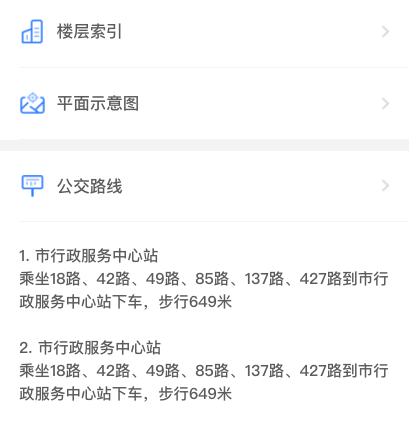 楼层索引
平面示意图
公交路线
1. 市行政服务中心站
乘坐18路、42路、49路、85路、137路、427路到市行
政服务中心站下车，步行649米
2. 市行政服务中心站
乘坐18路、42路、49路、85路、137路、427路到市行
政服务中心站下车，步行649米